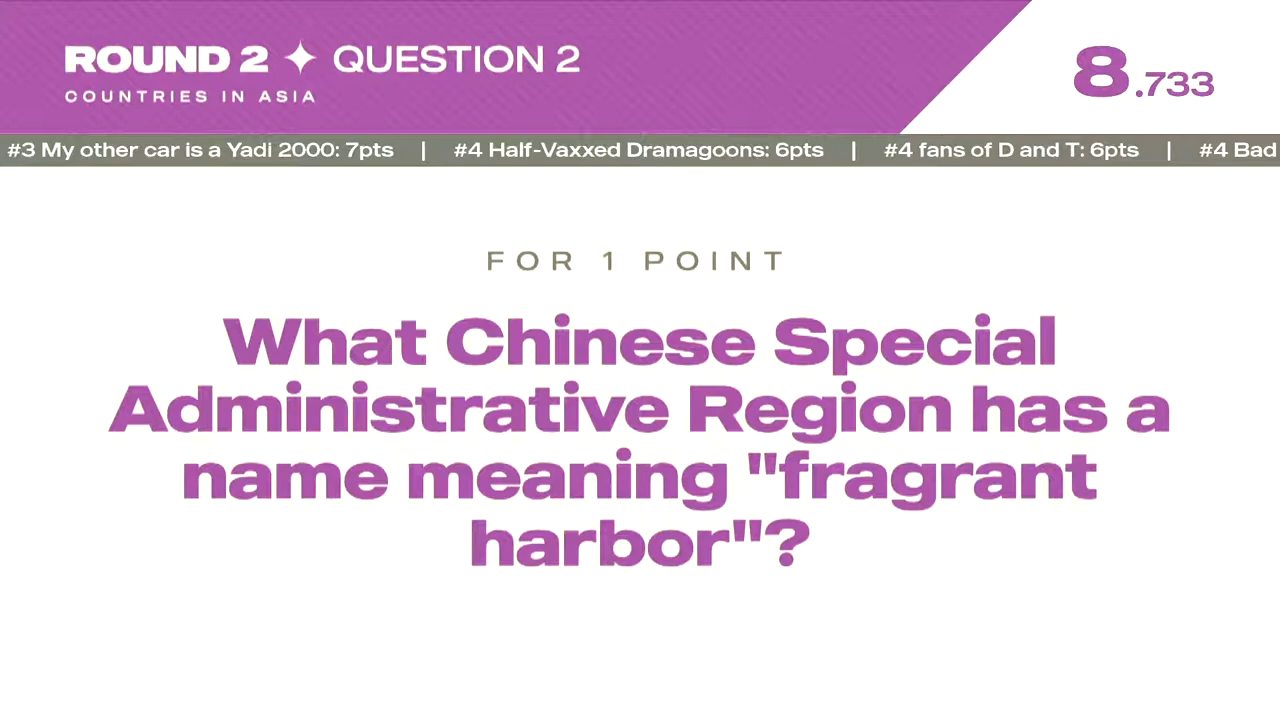 ROUND 2 ✦ QUESTION 2
COUNTRIES IN ASIA
8.733
#3 My other car is a Yadi 2000: 7pts | #4 Half-Vaxxed Dramagoons: 6pts | #4 fans of D and T: 6pts | #4 Bad
FOR 1 POINT
What Chinese Special
Administrative Region has a
name meaning "fragrant
harbor"?